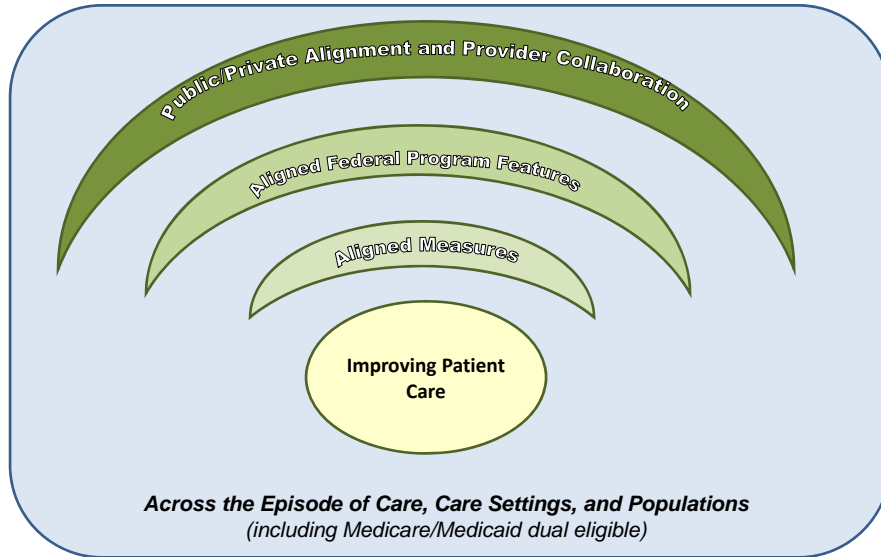 Public/Private Alignment and Provider Collaboration
Aligned Federal Program Features
Aligned Measures
Improving Patient
Care
Across the Episode of Care, Care Settings, and Populations
(including Medicare/Medicaid dual eligible)